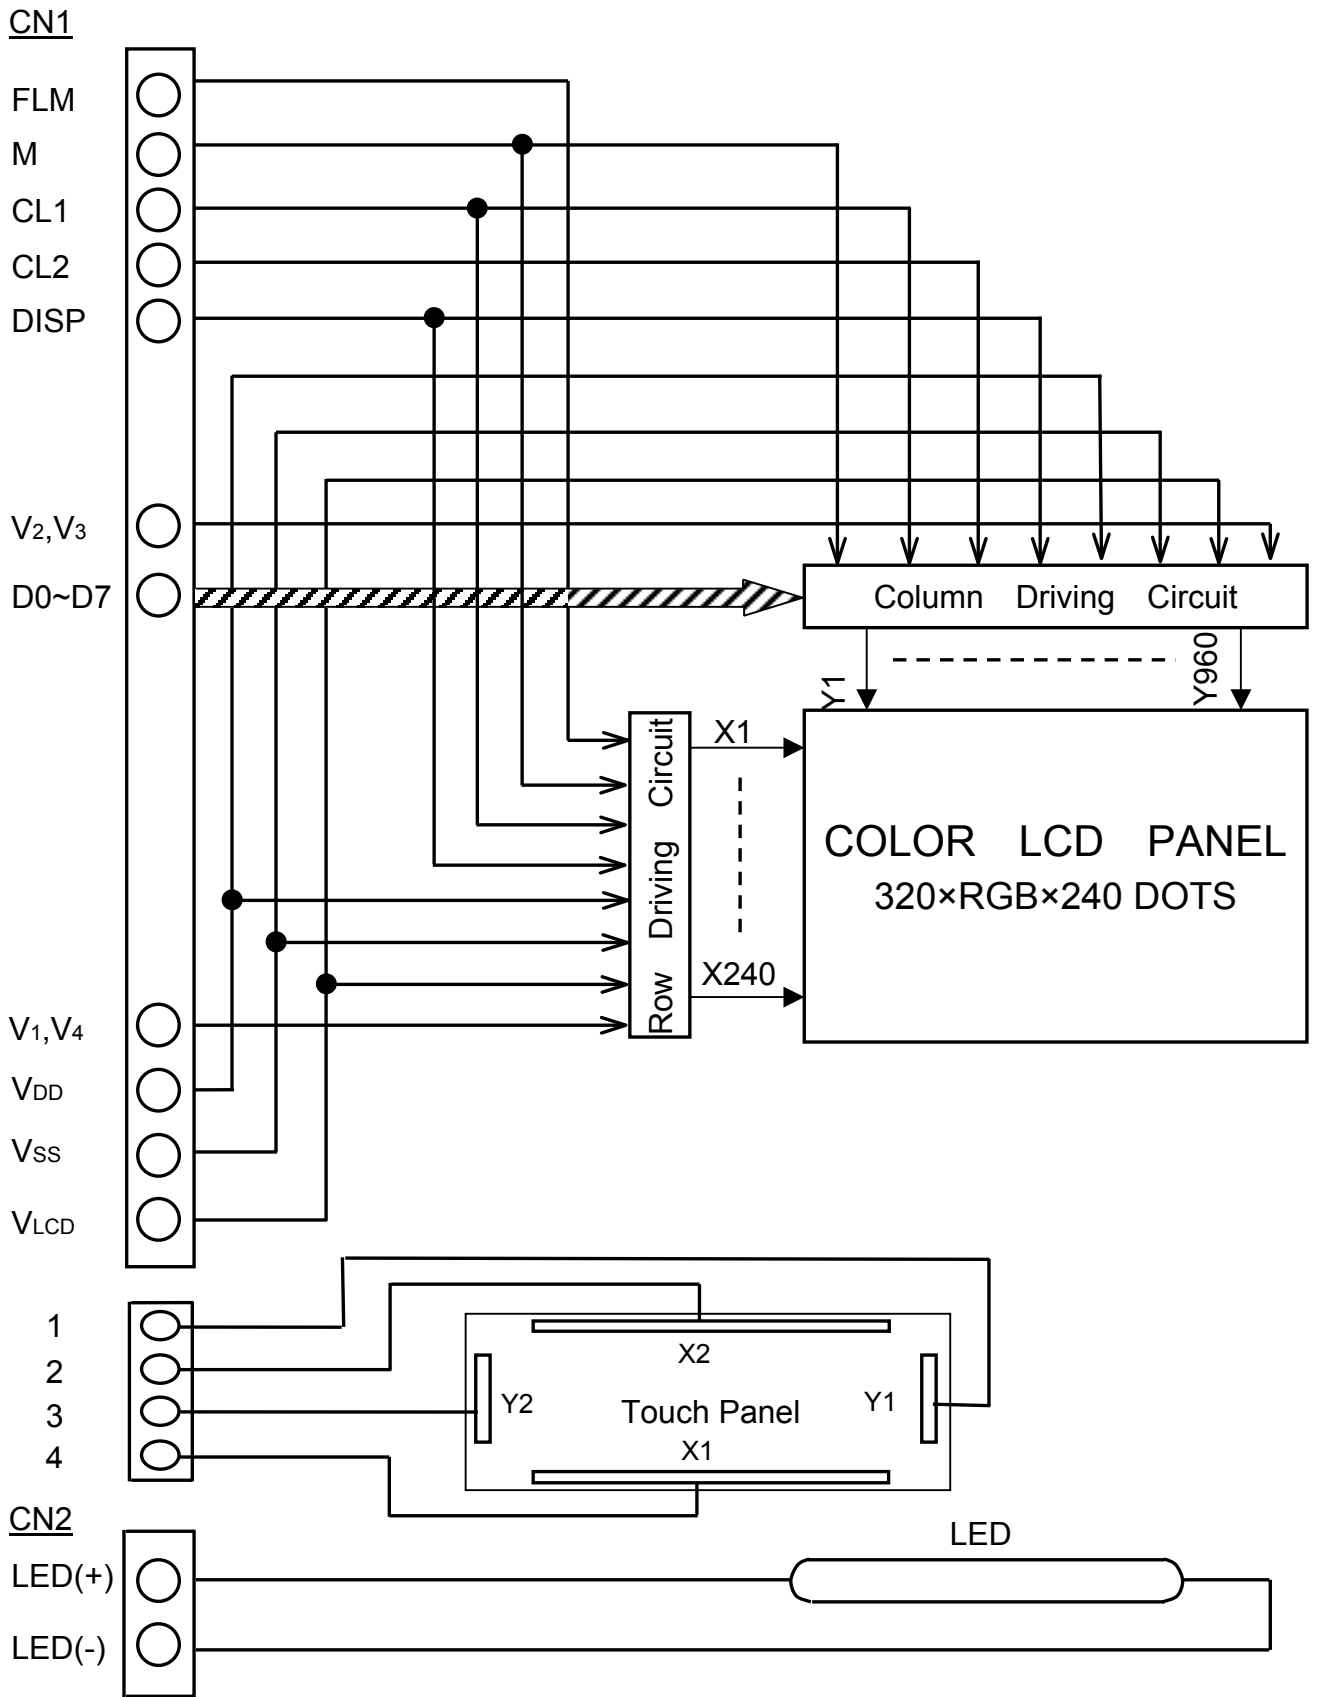 CN1
FLM
M
CL1
CL2
DISP
V2,V3
D0~D7
Column Driving Circuit
Y1
Y960
Row Driving Circuit
X1
X240
COLOR LCD PANEL
320×RGB×240 DOTS
V1,V4
VDD
VSS
VLCD
1
2
3
4
X2
Y2
Touch Panel
Y1
X1
CN2
LED
LED(+)
LED(-)